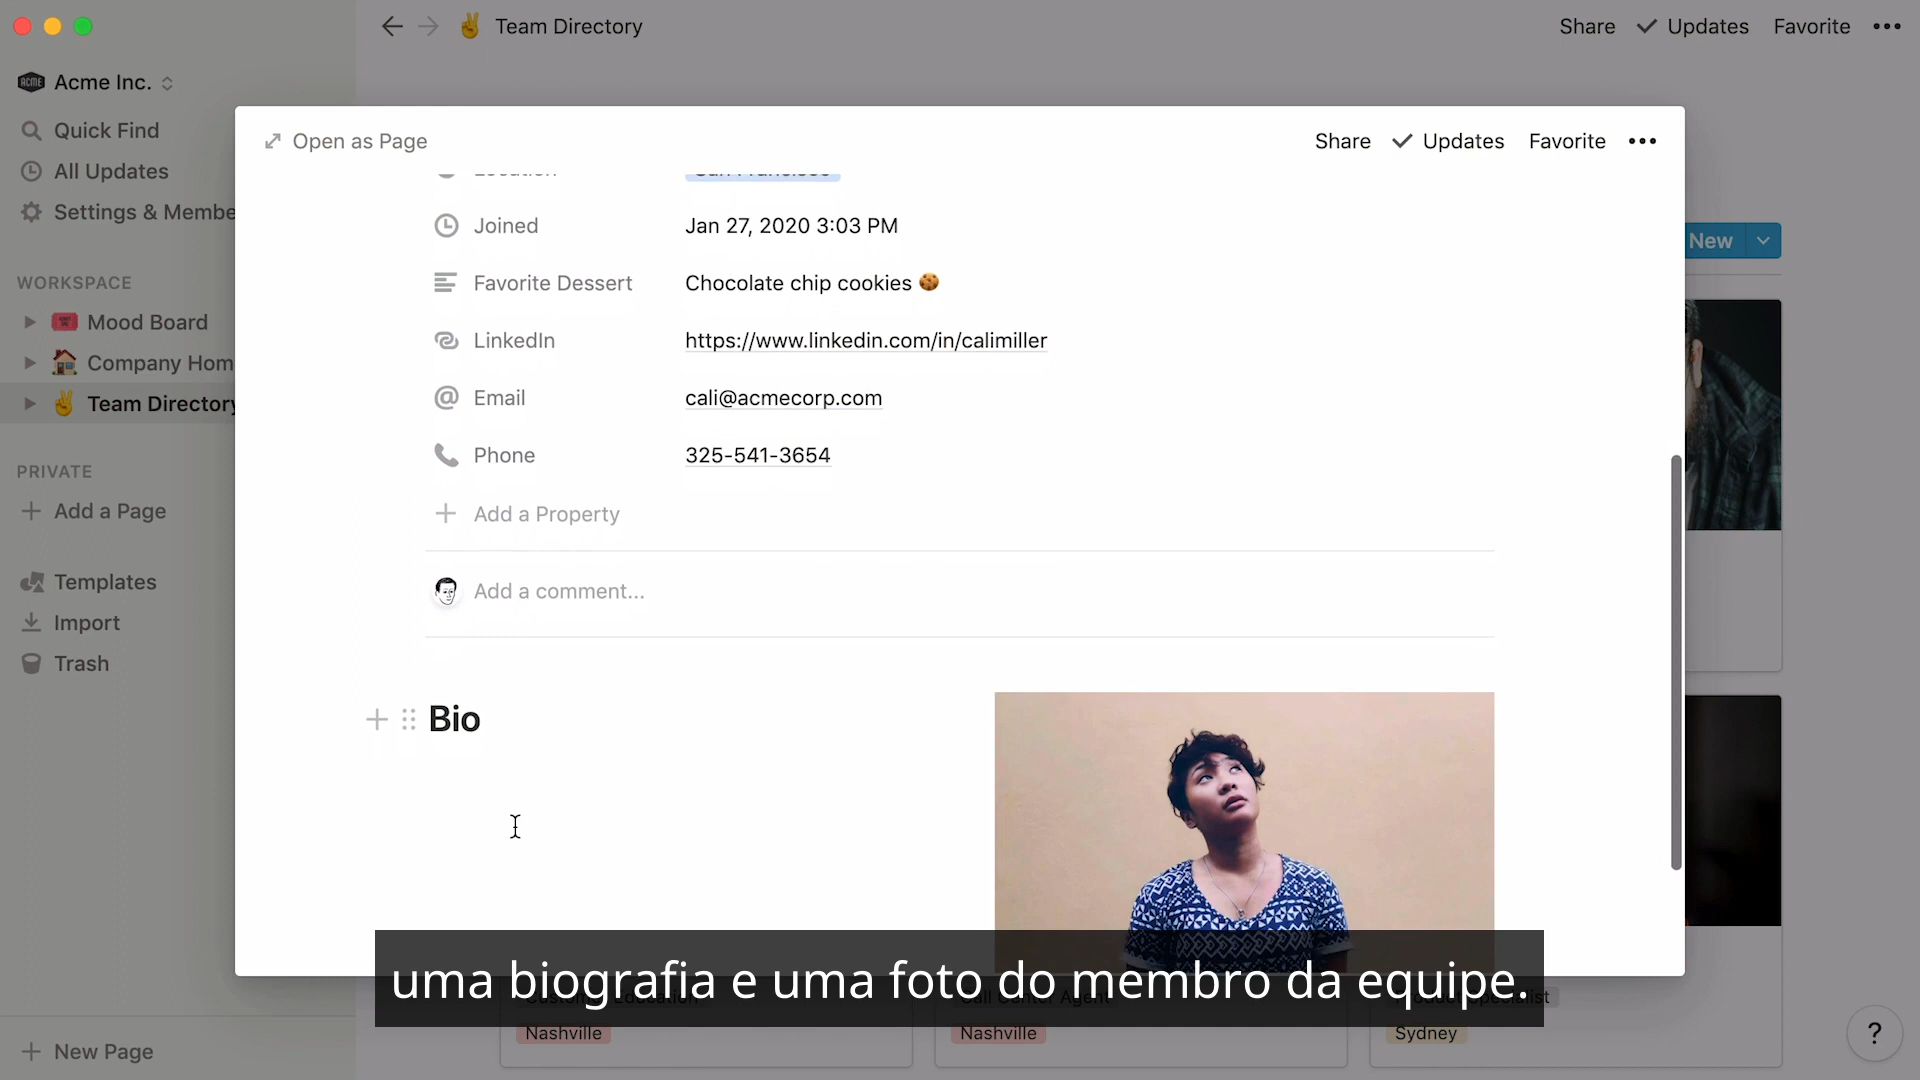 Team Directory
Share
Updates
Favorite
ACME
Acme Inc.
Quick Find
All Updates
Settings & Membe
WORKSPACE
Mood Board
Company Hom
Team Directory
PRIVATE
Add a Page
Templates
Import
Trash
New Page
Open as Page
Share
Updates
Favorite
Joined
Jan 27, 2020 3:03 PM
Favorite Dessert
Chocolate chip cookies
LinkedIn
https://www.linkedin.com/in/calimiller
Email
cali@acmecorp.com
Phone
325-541-3654
Add a Property
Add a comment...
Bio
New
uma biografia e uma foto do membro da equipe.
Nashville
Nashville
Sydney
?